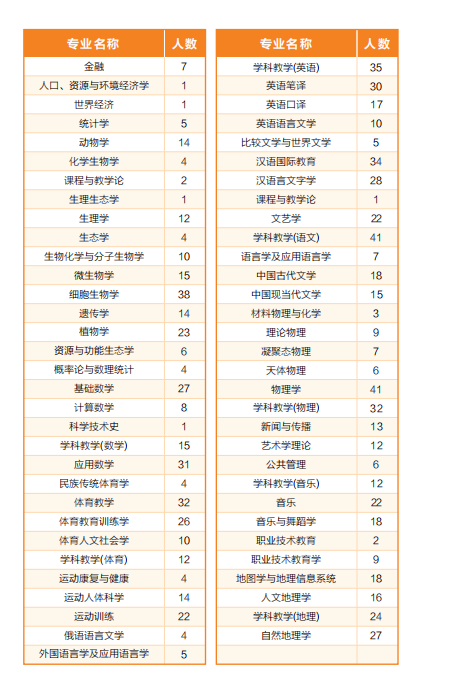 专业名称 人数
金融 7
人口、资源与环境经济学 1
世界经济 1
统计学 5
动物学 14
化学生物学 4
课程与教学论 2
生理生态学 1
生理学 12
生态学 4
生物化学与分子生物学 10
微生物学 15
细胞生物学 38
遗传学 14
植物学 23
资源与功能生态学 6
概率论与数理统计 4
基础数学 27
计算数学 8
科学技术史 1
学科教学(数学) 15
应用数学 31
民族传统体育学 4
体育教学 32
体育教育训练学 26
体育人文社会学 10
学科教学(体育) 12
运动康复与健康 4
运动人体科学 14
运动训练 22
俄语语言文学 4
外国语言学及应用语言学 5
专业名称 人数
学科教学(英语) 35
英语笔译 30
英语口译 17
英语语言文学 10
比较文学与世界文学 5
汉语国际教育 34
汉语言文字学 28
课程与教学论 1
文艺学 22
学科教学(语文) 41
语言学及应用语言学 7
中国古代文学 18
中国现当代文学 15
材料物理与化学 3
理论物理 9
凝聚态物理 7
天体物理 6
物理学 41
学科教学(物理) 32
新闻与传播 13
艺术学理论 12
公共管理 6
学科教学(音乐) 12
音乐 22
音乐与舞蹈学 18
职业技术教育 2
职业技术教育学 9
地图学与地理信息系统 18
人文地理学 16
学科教学(地理) 24
自然地理学 27